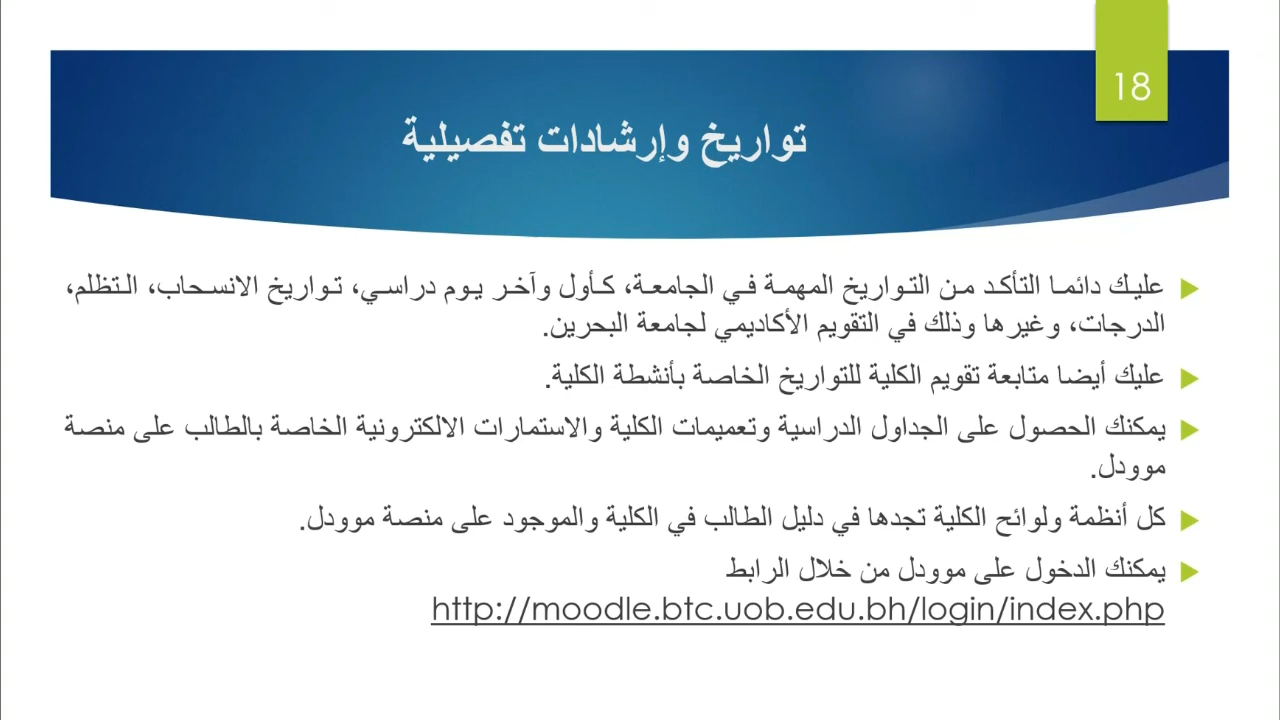 18
تواريخ وإرشادات تفصيلية
عليك دائما التأكد من التواريخ المهمة في الجامعة، كأول وآخر يوم دراسي، تواريخ الانسحاب، التظلم،
الدرجات، وغيرها وذلك في التقويم الأكاديمي لجامعة البحرين.
عليك أيضا متابعة تقويم الكلية للتواريخ الخاصة بأنشطة الكلية.
يمكنك الحصول على الجداول الدراسية وتعميمات الكلية والاستمارات الالكترونية الخاصة بالطالب على منصة
موودل.
كل أنظمة ولوائح الكلية تجدها في دليل الطالب في الكلية والموجود على منصة موودل.
يمكنك الدخول على موودل من خلال الرابط
http://moodle.btc.uob.edu.bh/login/index.php